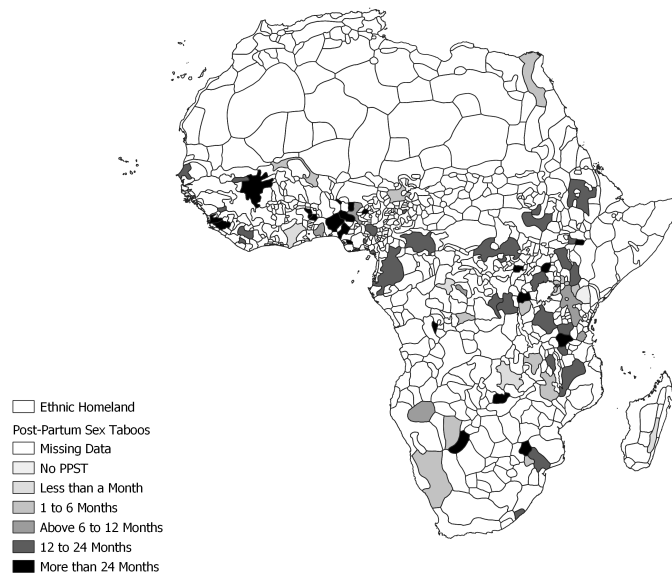 Ethnic Homeland
Post-Partum Sex Taboos
Missing Data
No PPST
Less than a Month
1 to 6 Months
Above 6 to 12 Months
12 to 24 Months
More than 24 Months